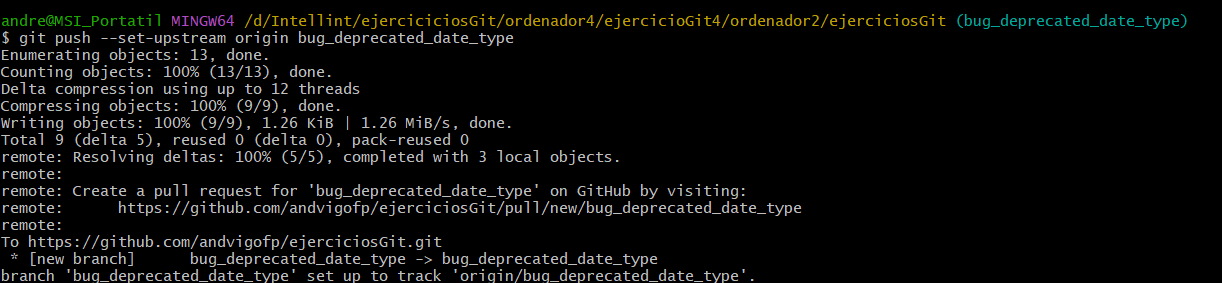 andre@MSI_Portatil MINGW64 /d/Intellint/ejerciciciosGit/ordenador4/ejercicioGit4/ordenador2/ejerciciosGit (bug_deprecated_date_type)
$ git push --set-upstream origin bug_deprecated_date_type
Enumerating objects: 13, done.
Counting objects: 100% (13/13), done.
Delta compression using up to 12 threads
Compressing objects: 100% (9/9), done.
Writing objects: 100% (9/9), 1.26 KiB | 1.26 MiB/s, done.
Total 9 (delta 5), reused 0 (delta 0), pack-reused 0
remote: Resolving deltas: 100% (5/5), completed with 3 local objects.
remote:
remote: Create a pull request for 'bug_deprecated_date_type' on GitHub by visiting:
remote:      https://github.com/andvigofp/ejerciciosGit/pull/new/bug_deprecated_date_type
remote:
To https://github.com/andvigofp/ejerciciosGit.git
 * [new branch]      bug_deprecated_date_type -> bug_deprecated_date_type
branch 'bug_deprecated_date_type' set up to track 'origin/bug_deprecated_date_type'.